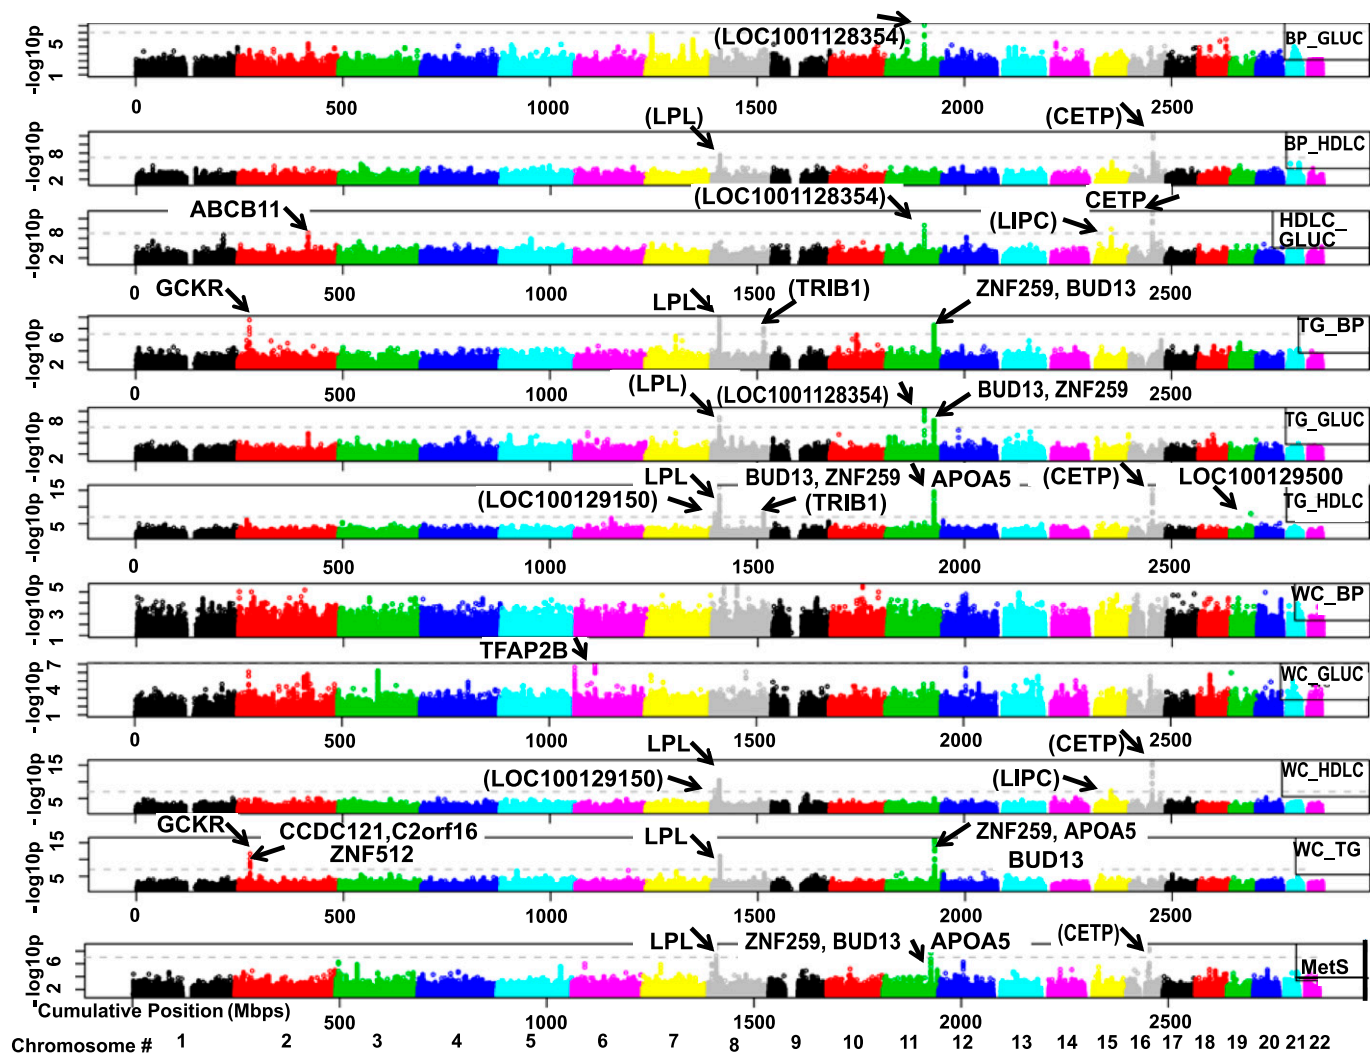 (LOC1001128354)
BP_GLUC
-log10p
5
1
0 500 1000 1500 2000 2500
(LPL) (CETP)
BP_HDLC
-log10p
8
2
ABCB11 (LOC1001128354) (LIPC) CETP
HDLC_
GLUC
-log10p
8
2
0 500 1000 1500 2000 2500
GCKR LPL (TRIB1) ZNF259, BUD13
TG_BP
-log10p
6
2
0 500 1000 1500 2000 2500
(LPL) (LOC1001128354) BUD13, ZNF259
TG_GLUC
-log10p
8
2
LPL BUD13, ZNF259 APOA5 (CETP) LOC100129500
(LOC100129150) (TRIB1)
TG_HDLC
-log10p
15
5
0 500 1000 1500 2000 2500
WC_BP
-log10p
5
3
1
TFAP2B
WC_GLUC
-log10p
7
4
1
0 500 1000 1500 2000 2500
LPL (CETP)
(LOC100129150) (LIPC)
WC_HDLC
-log10p
15
5
GCKR CCDC121,C2orf16
ZNF512
LPL ZNF259, APOA5
BUD13
WC_TG
-log10p
15
5
0 500 1000 1500 2000 2500
LPL ZNF259, BUD13 APOA5 (CETP)
MetS
-log10p
6
2
Cumulative Position (Mbps) 500 1000 1500 2000 2500
Chromosome # 1 2 3 4 5 6 7 8 9 10 11 12 13 14 15 16 17 18 19 20 21 22